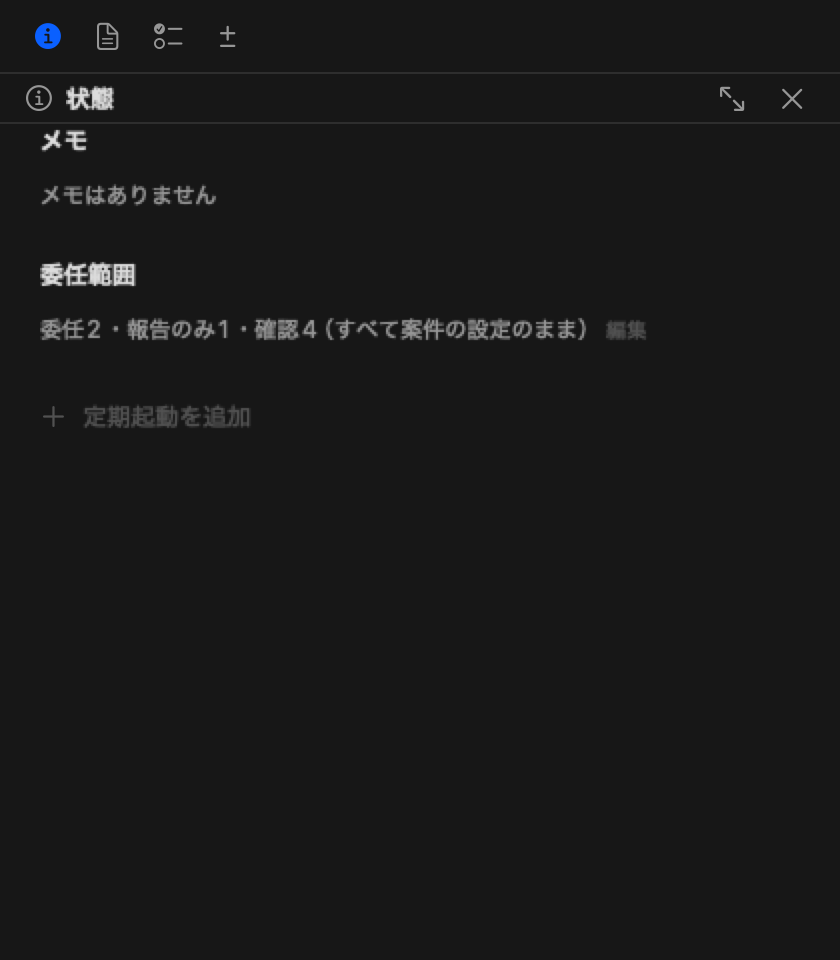 状態
メモ
メモはありません
委任範囲
委任2・報告のみ1・確認4（すべて案件の設定のまま） 編集
定期起動を追加